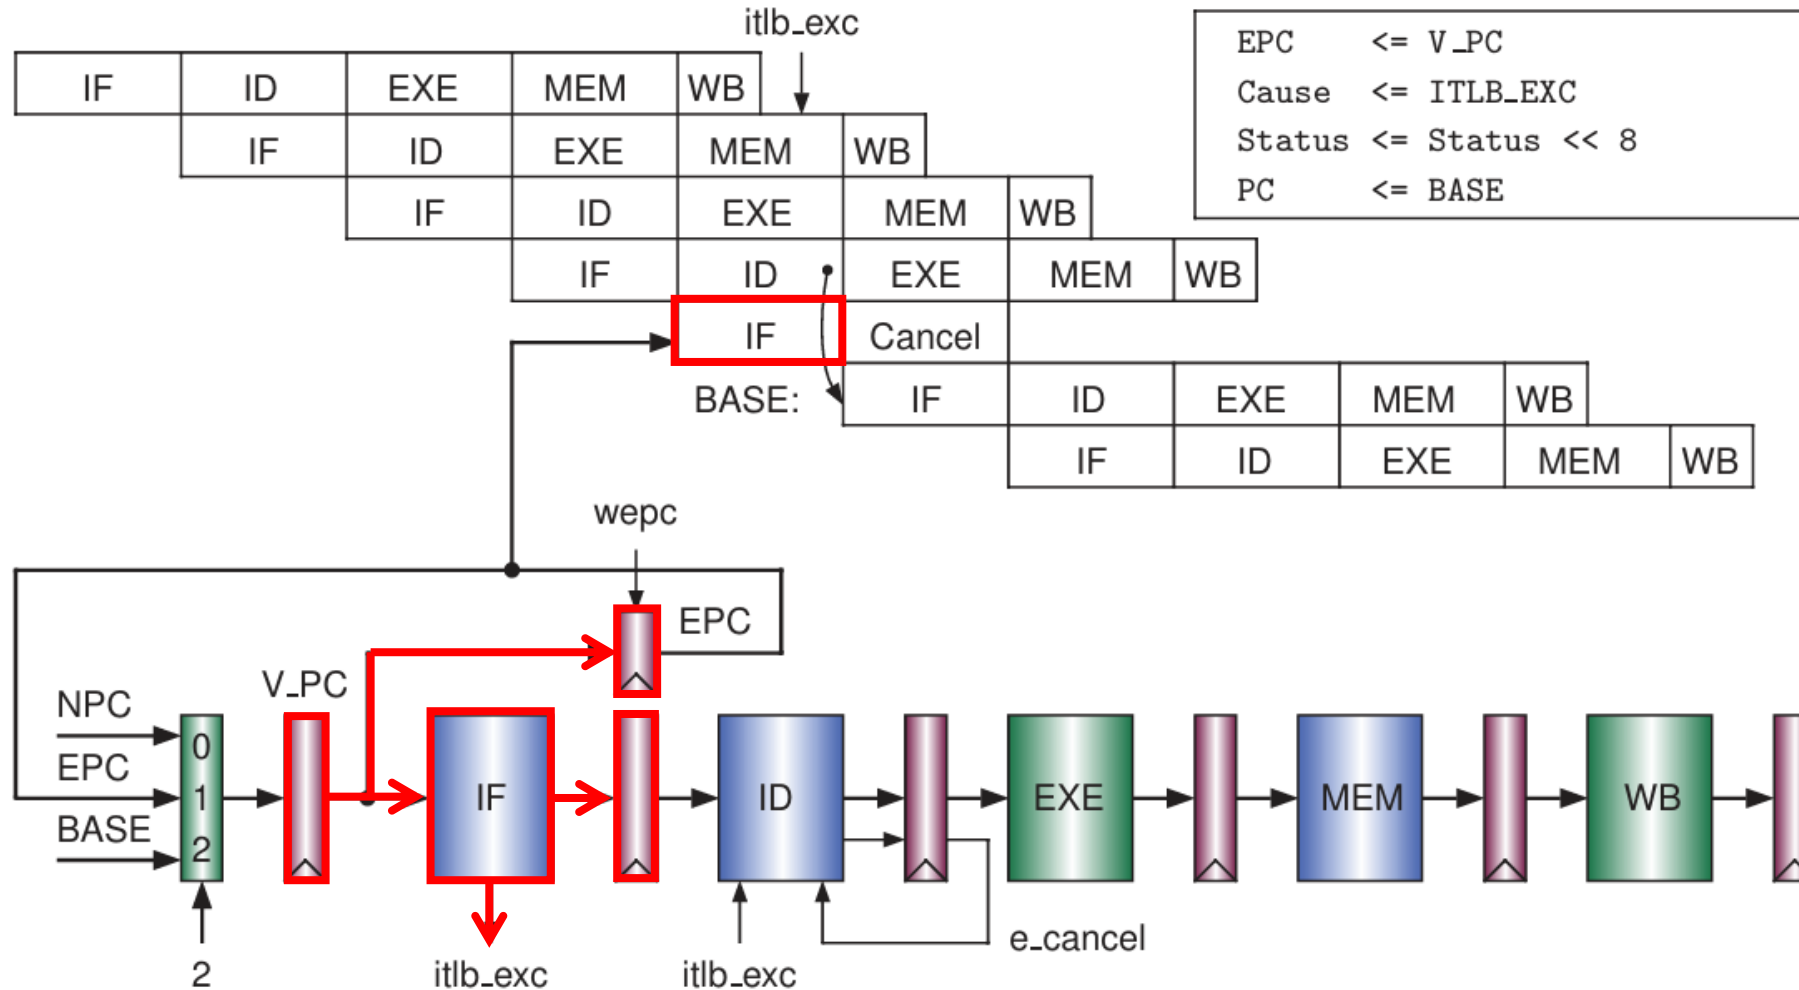 itlb_exc
EPC <= V_PC
Cause <= ITLB_EXC
Status <= Status << 8
PC <= BASE
IF ID EXE MEM WB
IF ID EXE MEM WB
IF ID EXE MEM WB
IF ID EXE MEM WB
IF Cancel
BASE: IF ID EXE MEM WB
IF ID EXE MEM WB
wepc
EPC
V_PC
NPC
EPC
BASE
0
1
2
IF
ID
EXE
MEM
WB
e_cancel
2
itlb_exc
itlb_exc